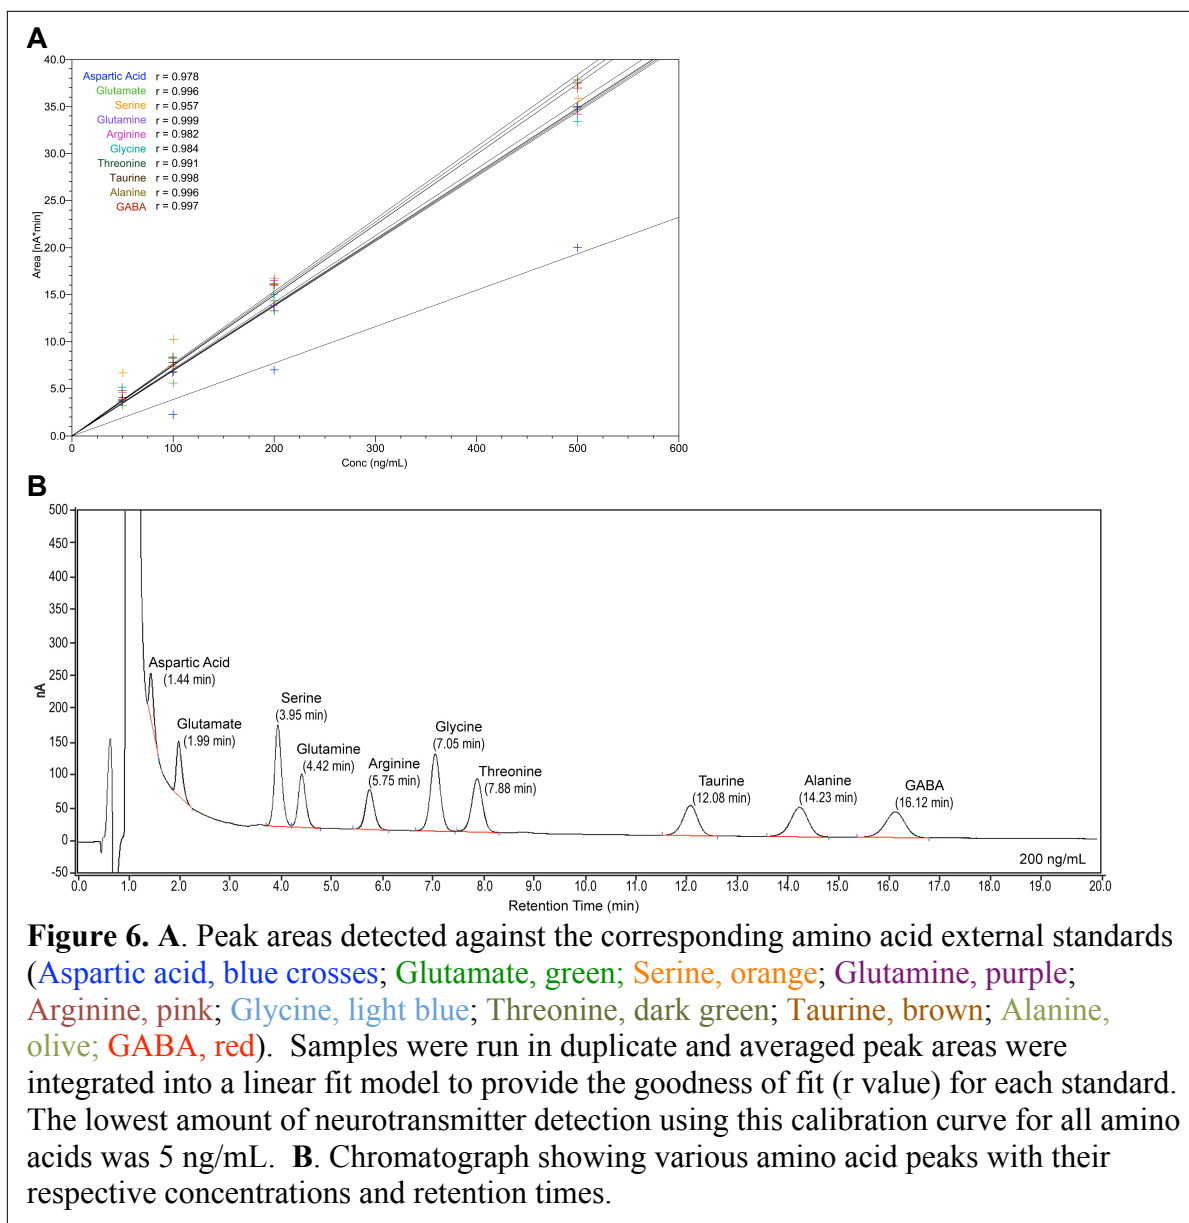 A
40.0
35.0
30.0
25.0
20.0
15.0
10.0
5.0
0.0
Area [nA*min]
Aspartic Acid r = 0.978
Glutamate r = 0.996
Serine r = 0.957
Glutamine r = 0.999
Arginine r = 0.982
Glycine r = 0.984
Threonine r = 0.991
Taurine r = 0.998
Alanine r = 0.996
GABA r = 0.997
0 100 200 300 400 500 600
Conc (ng/mL)
B
500
450
400
350
300
250
200
150
100
50
0
-50
nA
Aspartic Acid
(1.44 min)
Glutamate
(1.99 min)
Serine
(3.95 min)
Glutamine
(4.42 min)
Arginine
(5.75 min)
Glycine
(7.05 min)
Threonine
(7.88 min)
Taurine
(12.08 min)
Alanine
(14.23 min)
GABA
(16.12 min)
200 ng/mL
0.0 1.0 2.0 3.0 4.0 5.0 6.0 7.0 8.0 9.0 10.0 11.0 12.0 13.0 14.0 15.0 16.0 17.0 18.0 19.0 20.0
Retention Time (min)
Figure 6. A. Peak areas detected against the corresponding amino acid external standards
(Aspartic acid, blue crosses; Glutamate, green; Serine, orange; Glutamine, purple;
Arginine, pink; Glycine, light blue; Threonine, dark green; Taurine, brown; Alanine,
olive; GABA, red). Samples were run in duplicate and averaged peak areas were
integrated into a linear fit model to provide the goodness of fit (r value) for each standard.
The lowest amount of neurotransmitter detection using this calibration curve for all amino
acids was 5 ng/mL. B. Chromatograph showing various amino acid peaks with their
respective concentrations and retention times.